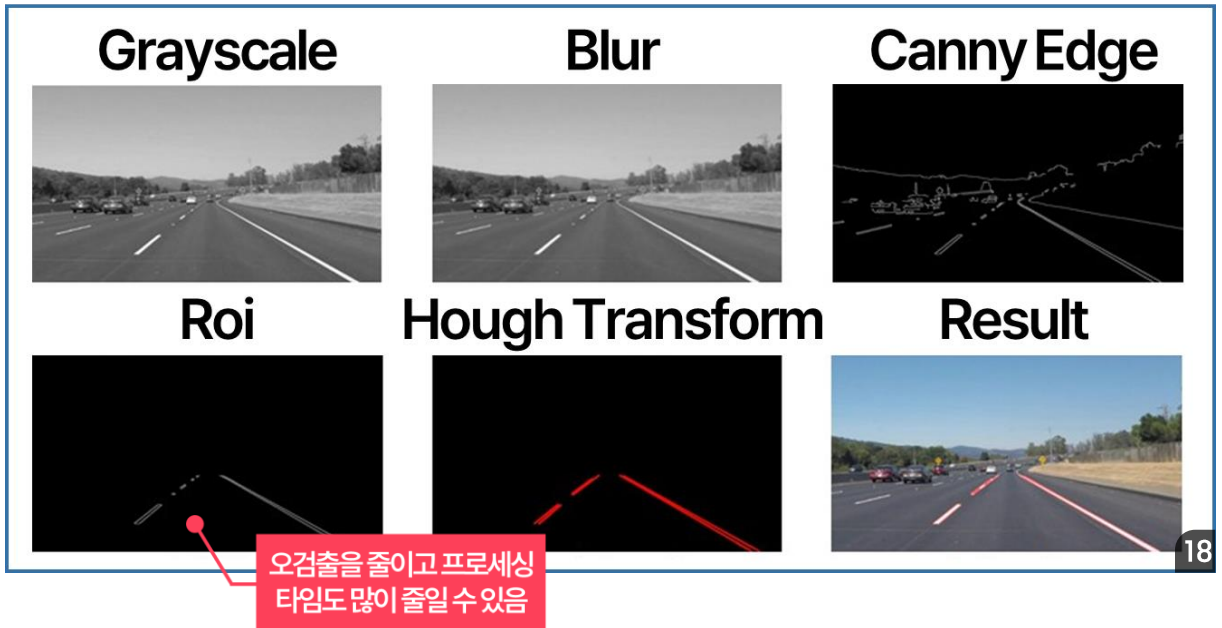 Grayscale
Blur
Canny Edge
Roi
Hough Transform
Result
오검출을 줄이고 프로세싱
타임도 많이 줄일 수 있음
18